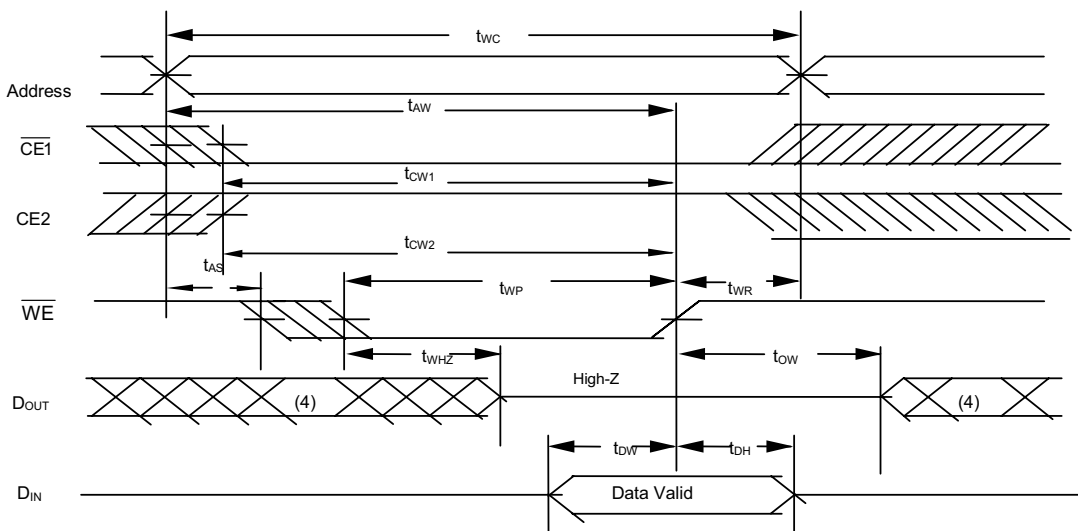 tWC
Address
tAW
CE1
tCW1
CE2
tCW2
tAS
tWP
tWR
WE
tWHZ
tOW
High-Z
DOUT
(4)
(4)
tDW
tDH
DIN
Data Valid